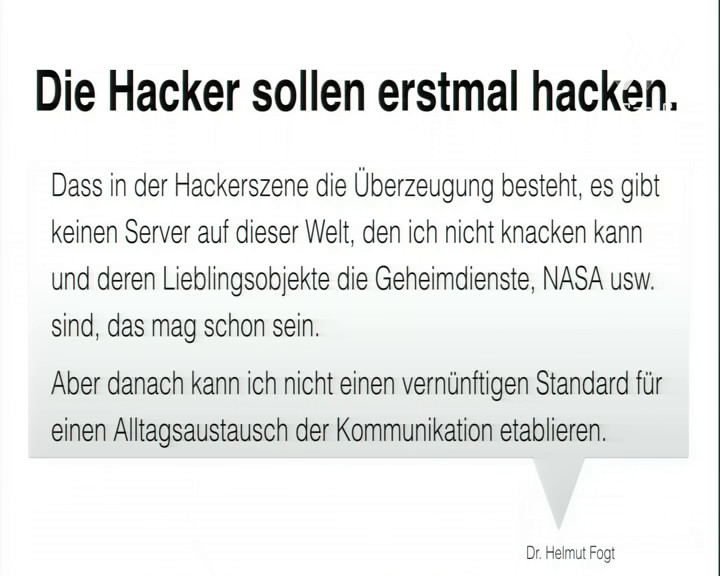 Die Hacker sollen erstmal hacken.
Dass in der Hackerszene die Überzeugung besteht, es gibt
keinen Server auf dieser Welt, den ich nicht knacken kann
und deren Lieblingsobjekte die Geheimdienste, NASA usw.
sind, das mag schon sein.
Aber danach kann ich nicht einen vernünftigen Standard für
einen Alltagsaustausch der Kommunikation etablieren.
Dr. Helmut Fogt